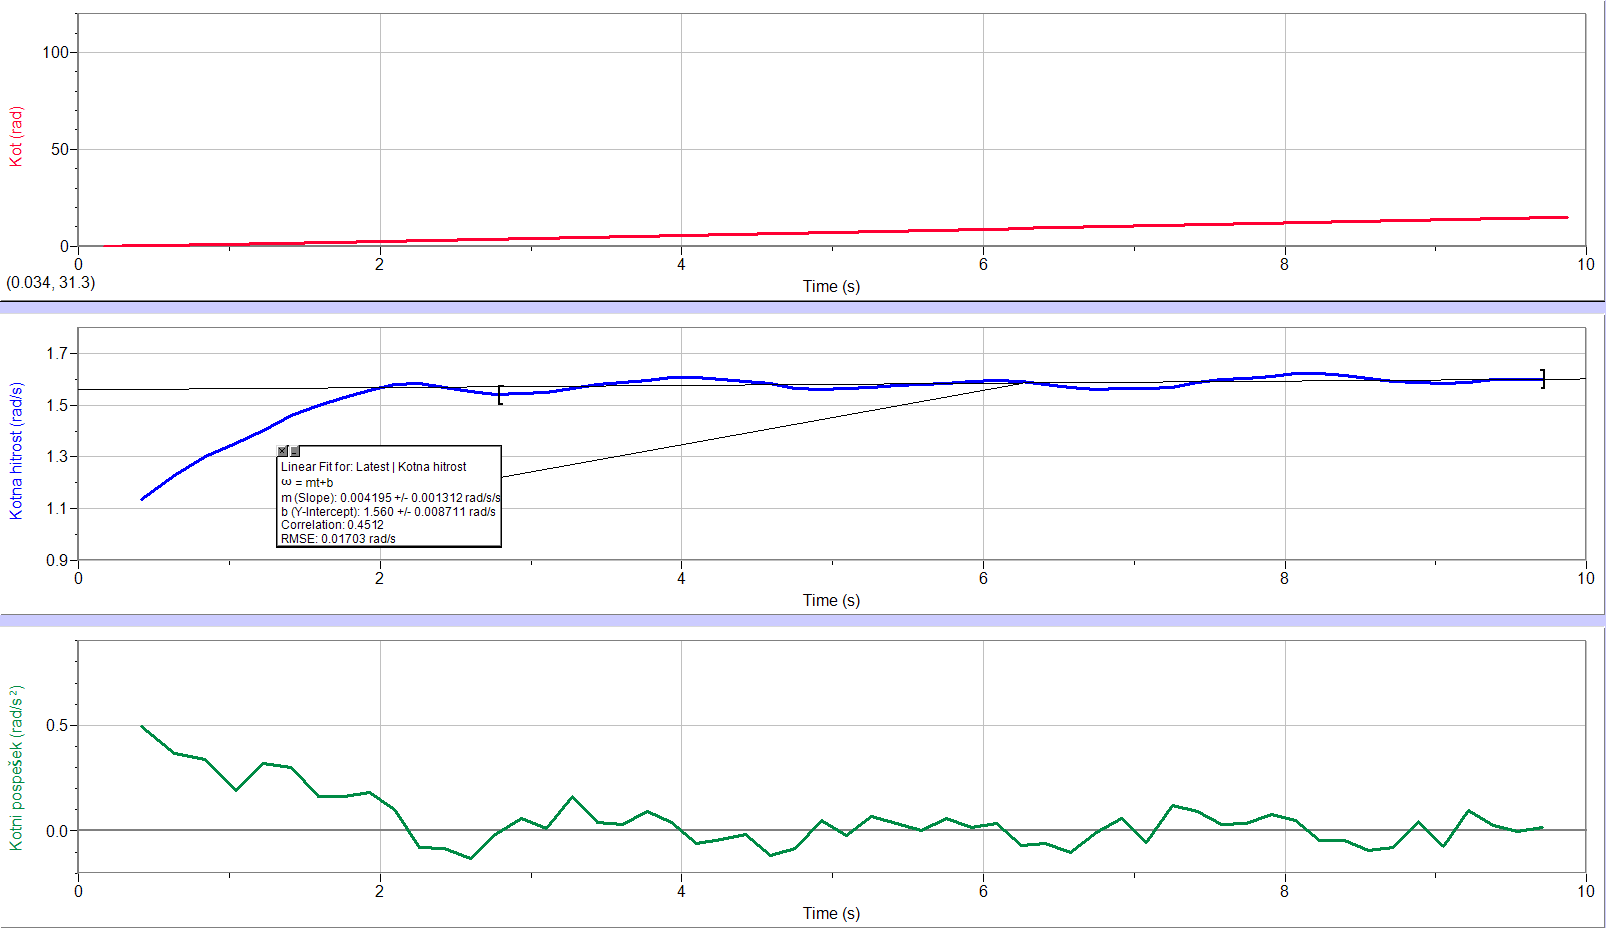 100
50
0
Kot (rad)
0 2 4 6 8 10
(0.034, 31.3)
Time (s)
1.7
1.5
1.3
1.1
0.9
Kotna hitrost (rad/s)
Linear Fit for: Latest | Kotna hitrost
ω = mt+b
m (Slope): 0.004195 +/- 0.001312 rad/s/s
b (Y-Intercept): 1.560 +/- 0.008711 rad/s
Correlation: 0.4512
RMSE: 0.01703 rad/s
0 2 4 6 8 10
Time (s)
0.5
0.0
Kotni pospešek (rad/s²)
0 2 4 6 8 10
Time (s)